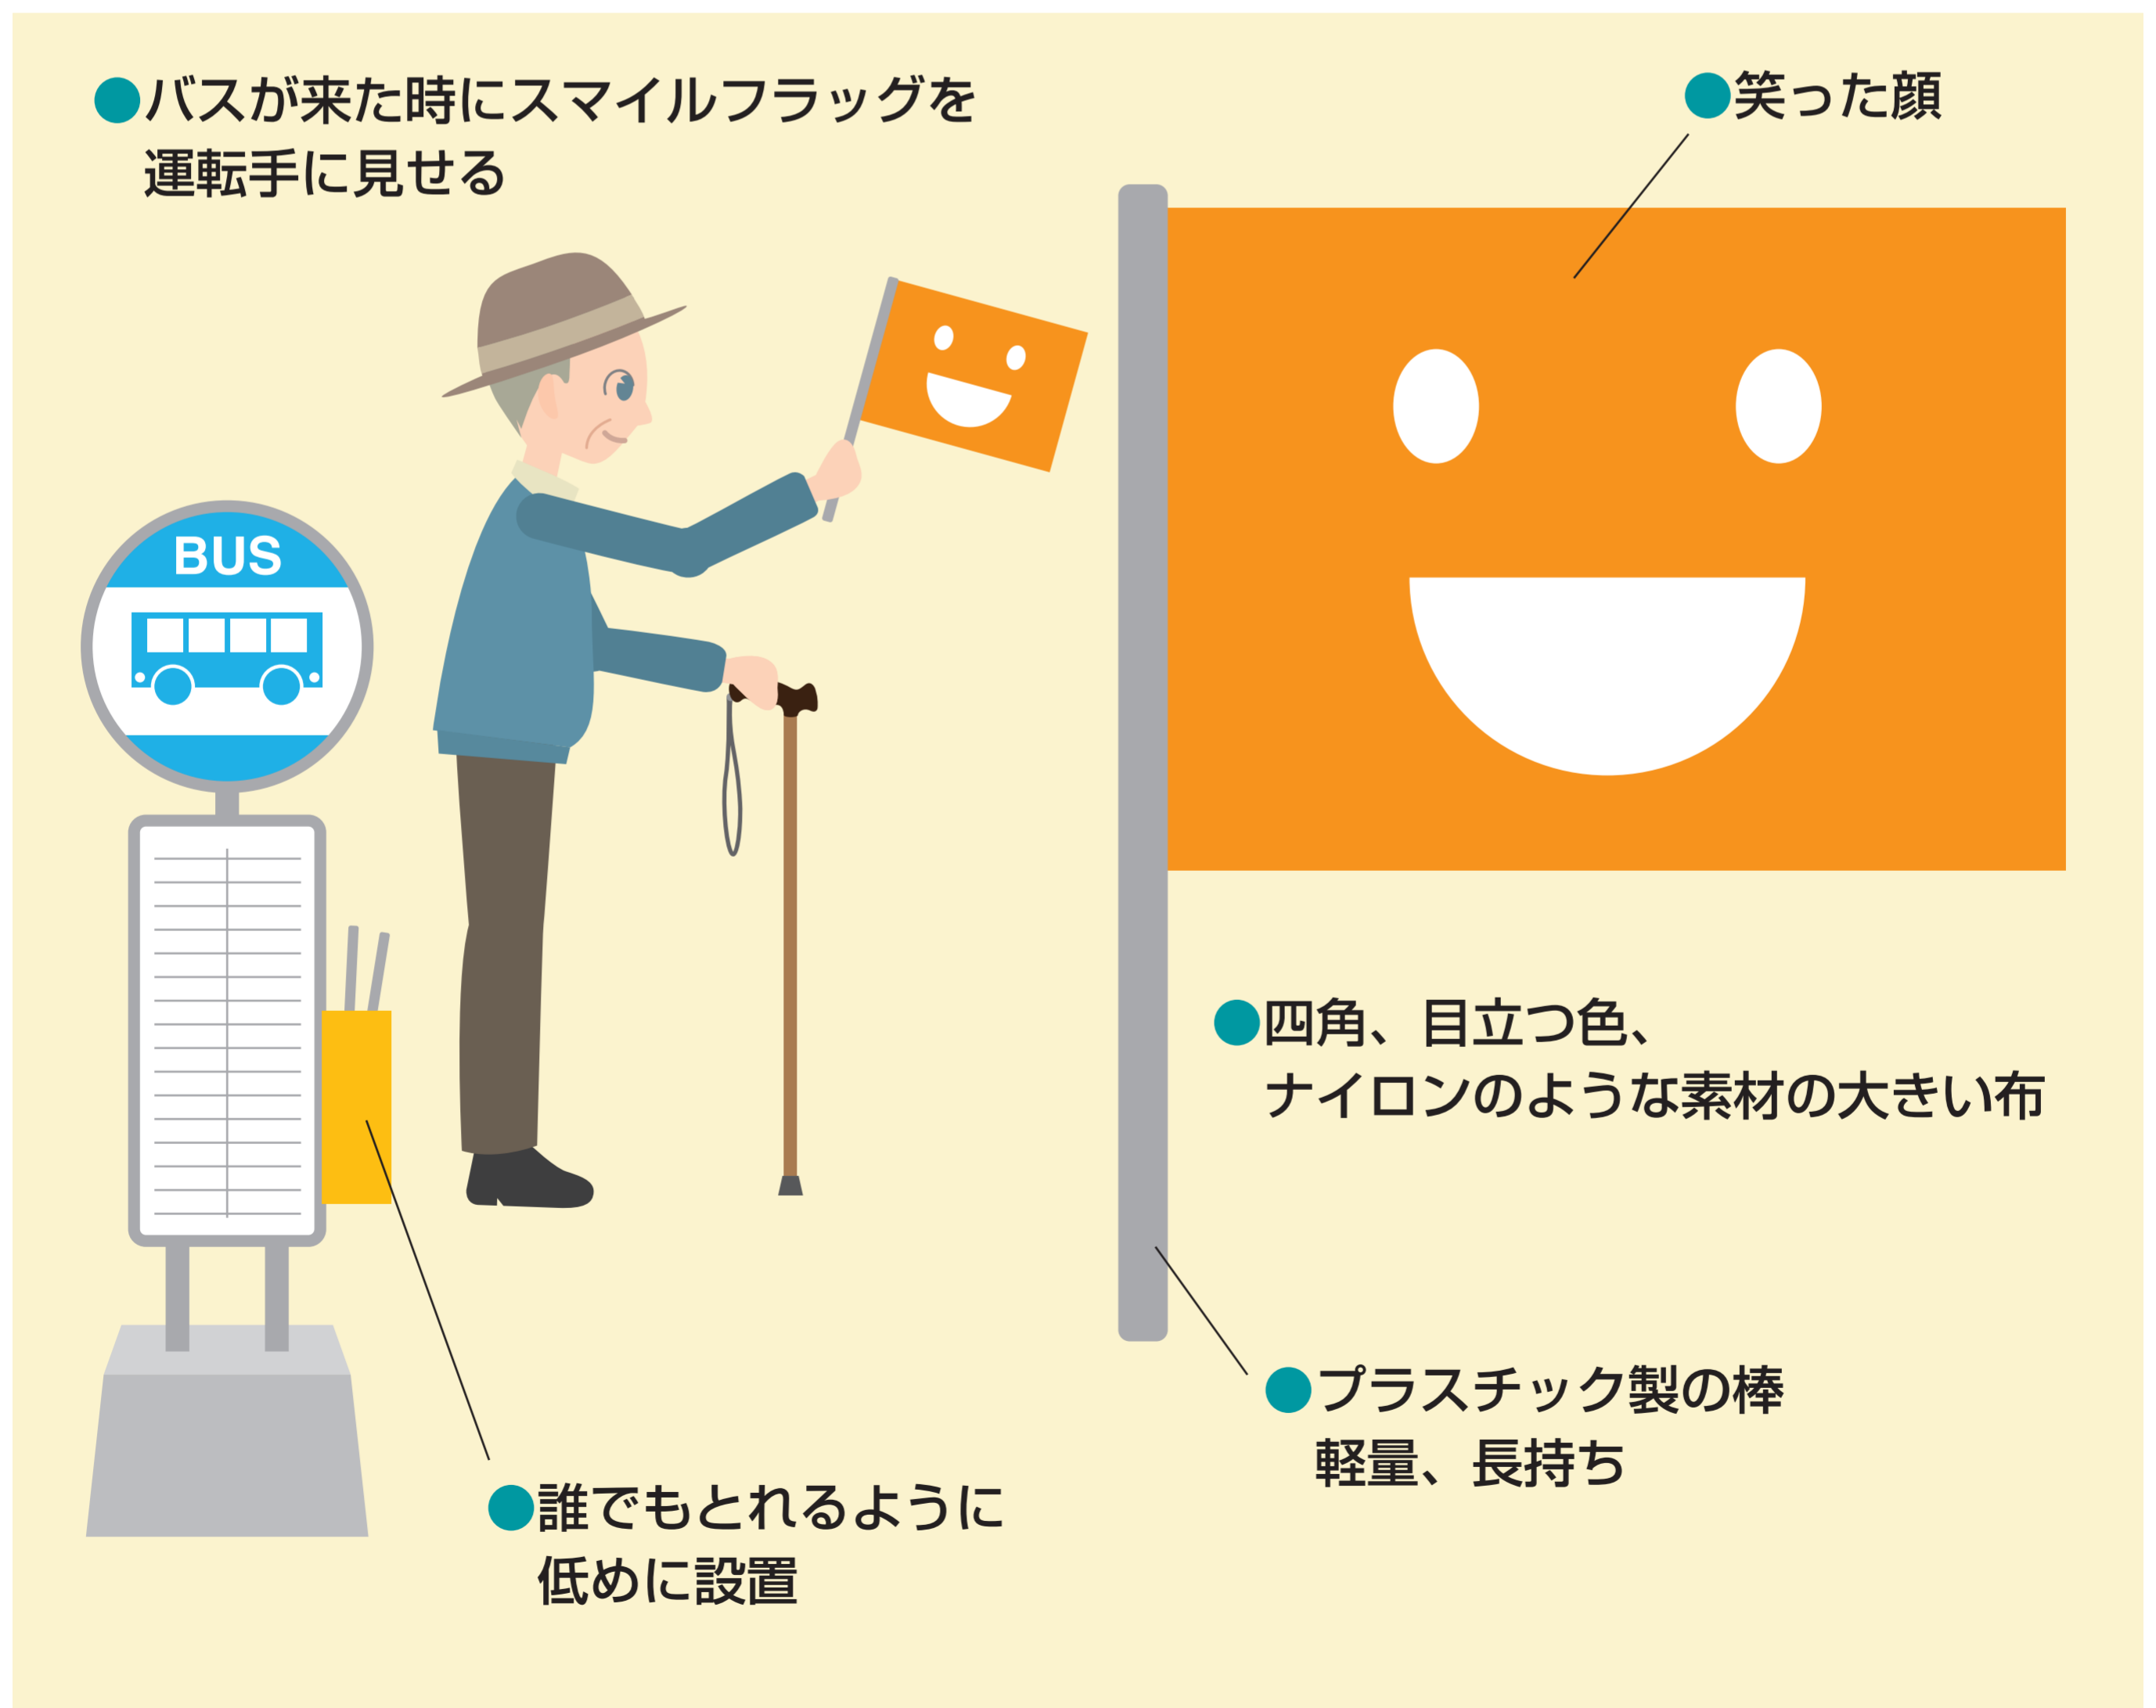 ●バスが来た時にスマイルフラッグを
運転手に見せる
●笑った顔
BUS
●四角、目立つ色、
ナイロンのような素材の大きい布
●プラスチック製の棒
軽量、長持ち
●誰でもとれるように
低めに設置